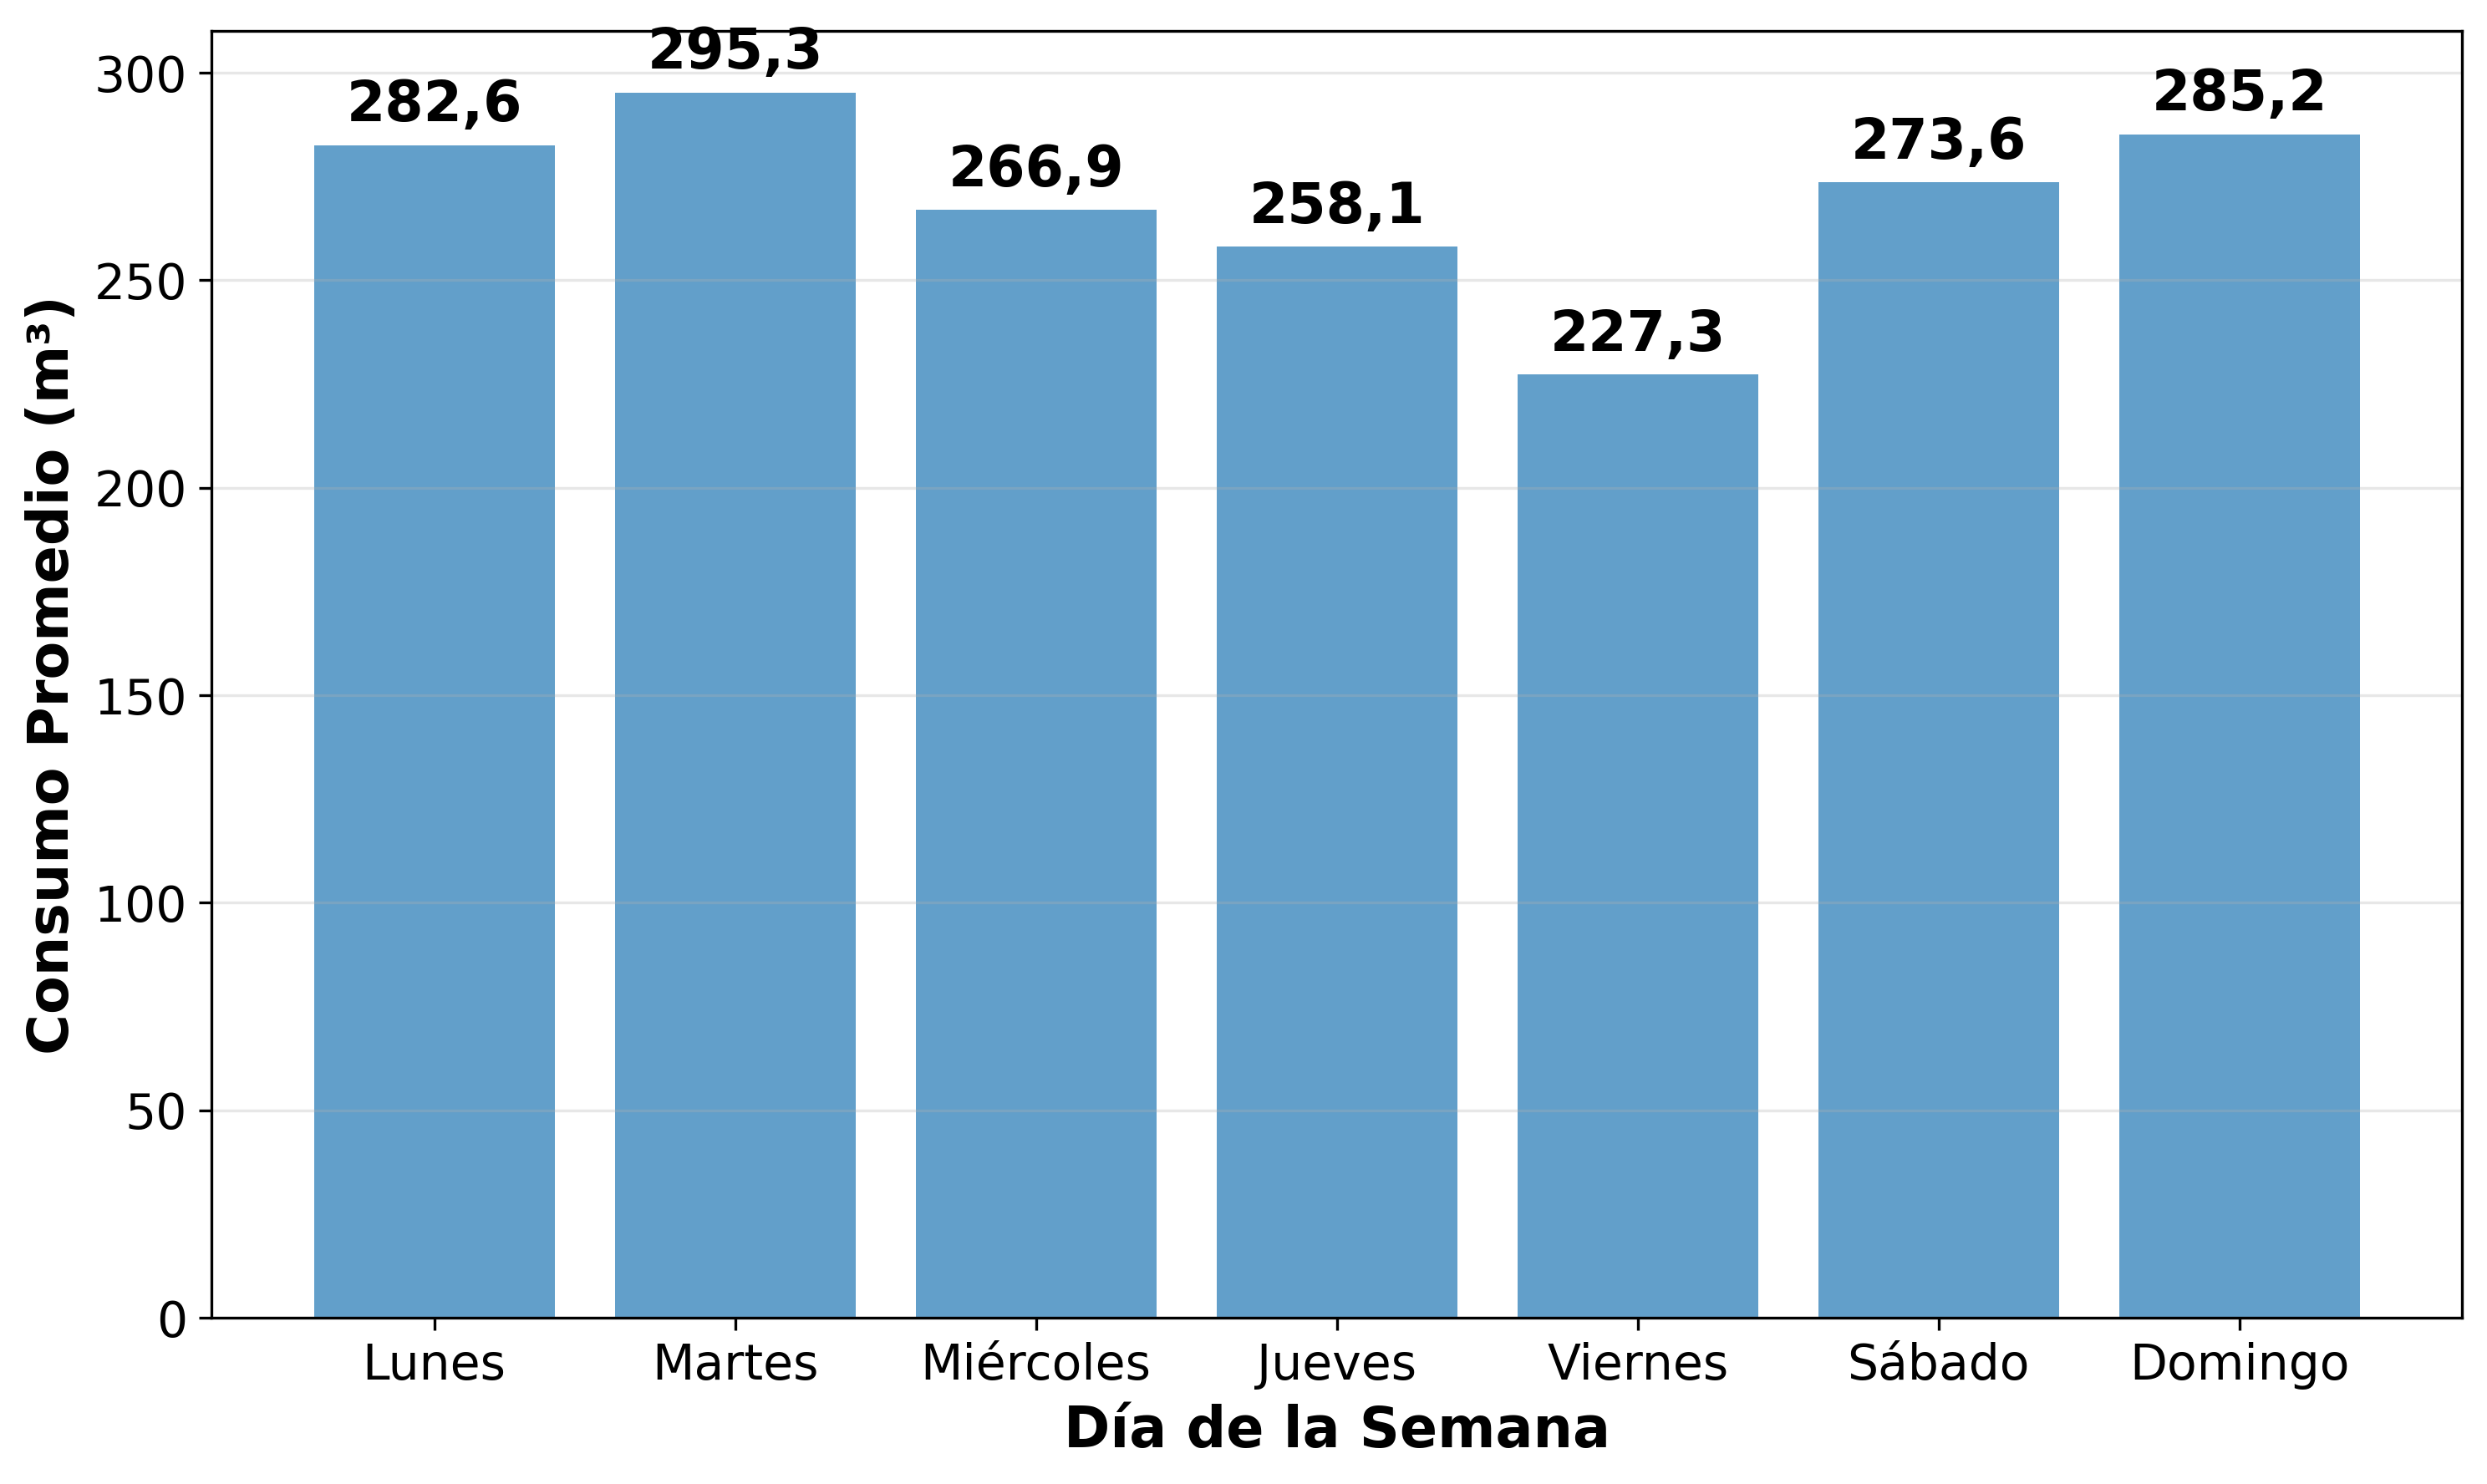 Consumo Promedio (m³)
300
250
200
150
100
50
0
282,6
295,3
266,9
258,1
227,3
273,6
285,2
Lunes
Martes
Miércoles
Jueves
Viernes
Sábado
Domingo
Día de la Semana